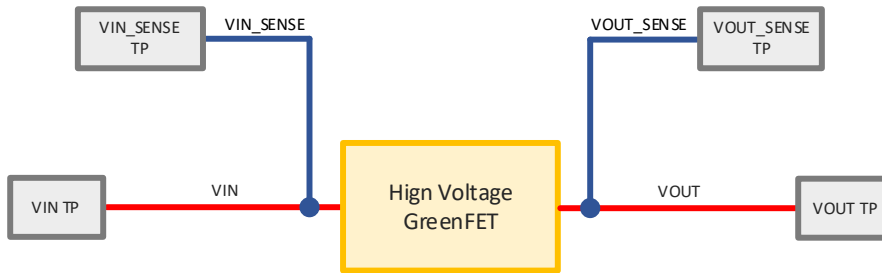 VIN_SENSE
TP
VIN_SENSE
VOUT_SENSE
VOUT_SENSE
TP
VIN TP
VIN
Hign Voltage
GreenFET
VOUT
VOUT TP